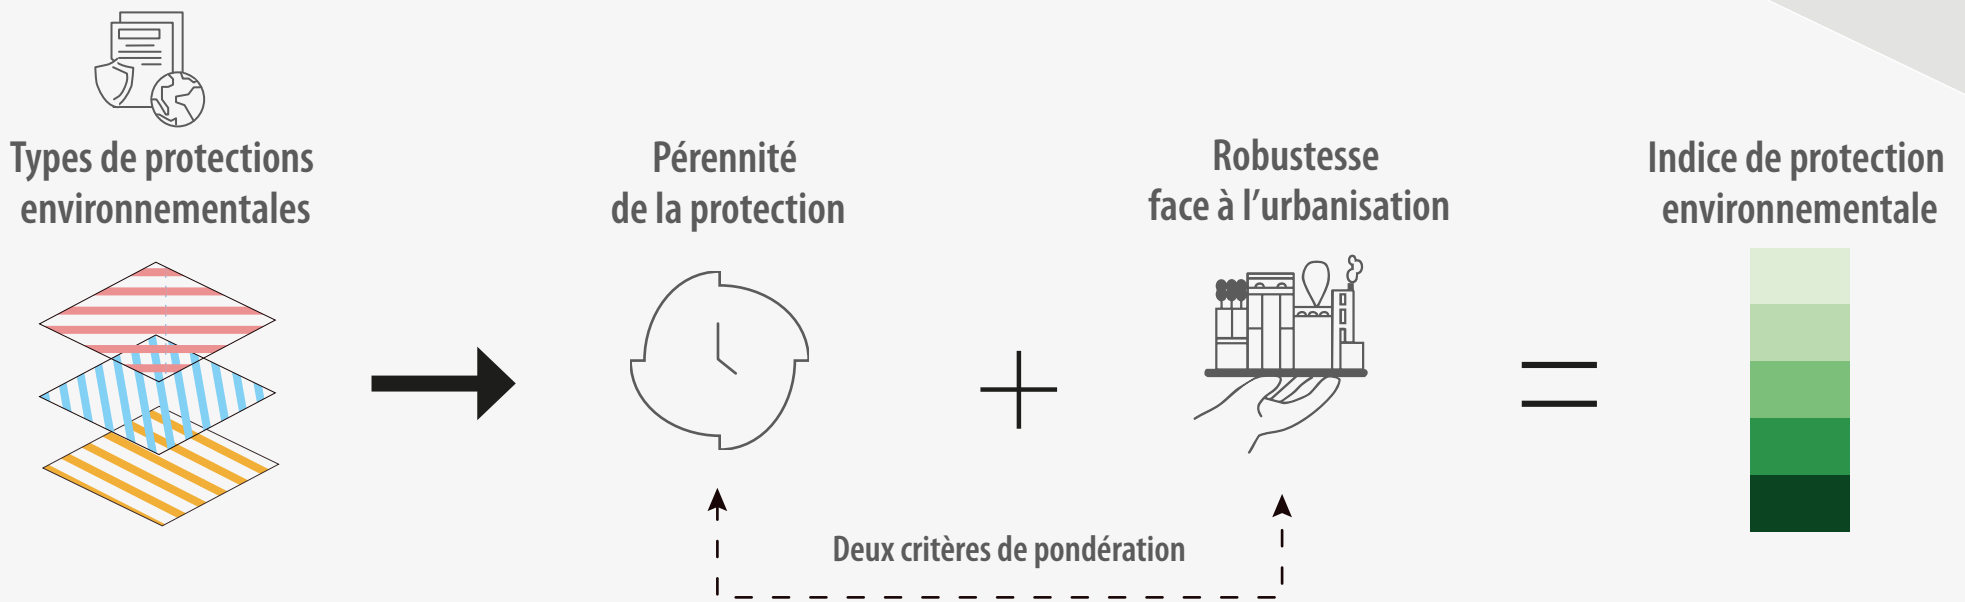 Types de protections
environnementales
Pérennité
de la protection
Robustesse
face à l'urbanisation
Indice de protection
environnementale
Deux critères de pondération